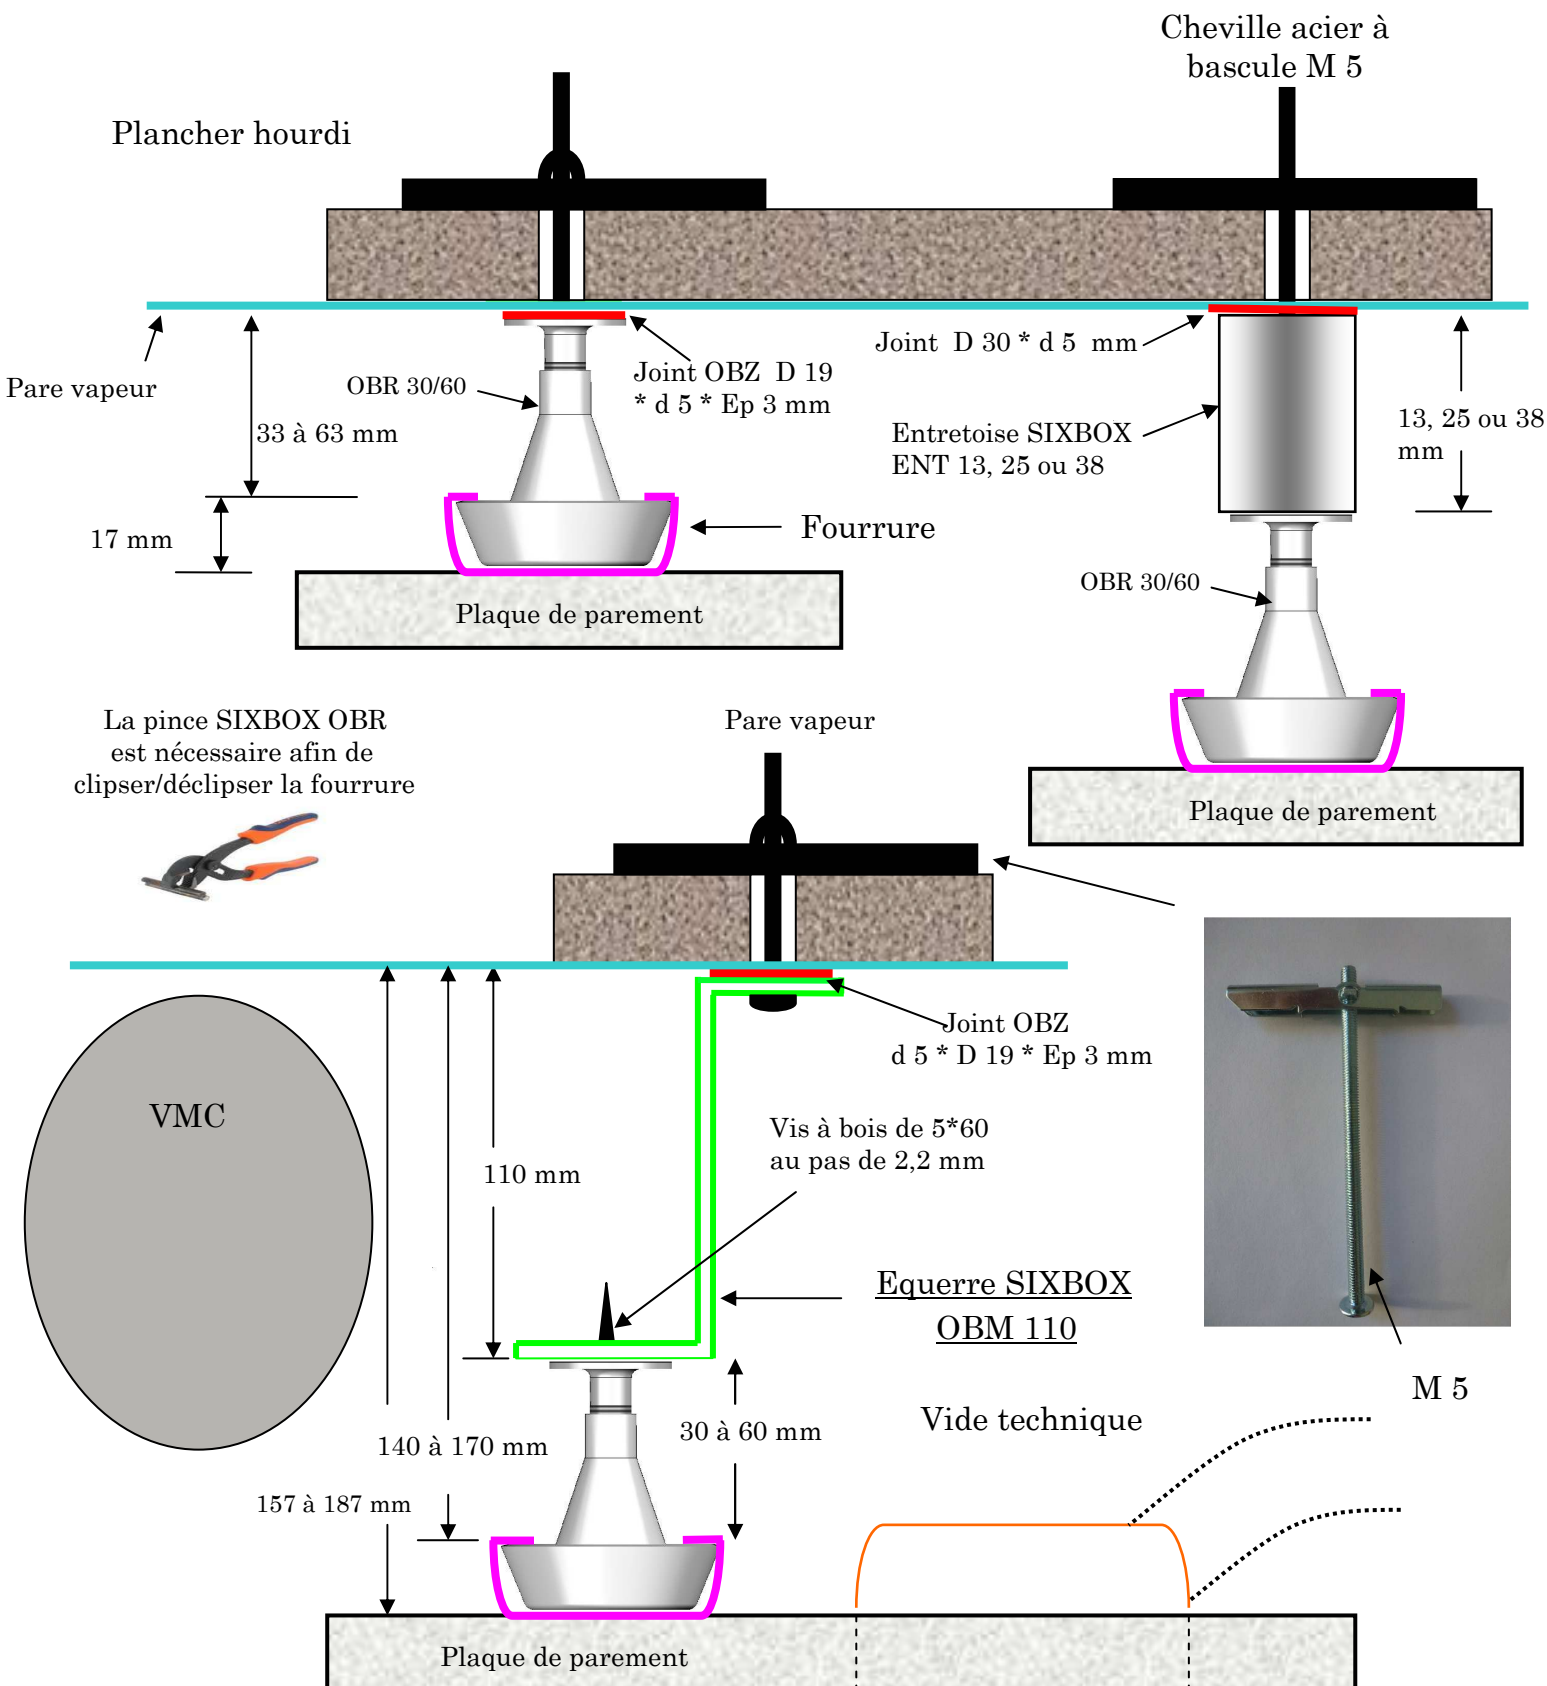 Cheville acier à
bascule M 5
Plancher hourdi
Joint D 30 * d 5 mm
Pare vapeur
OBR 30/60
Joint OBZ D 19
* d 5 * Ep 3 mm
33 à 63 mm
Entretoise SIXBOX
ENT 13, 25 ou 38
13, 25 ou 38
mm
17 mm
Fourrure
OBR 30/60
Plaque de parement
La pince SIXBOX OBR
est nécessaire afin de
clipser/déclipser la fourrure
Pare vapeur
Plaque de parement
Joint OBZ
d 5 * D 19 * Ep 3 mm
VMC
Vis à bois de 5*60
au pas de 2,2 mm
110 mm
Equerre SIXBOX
OBM 110
M 5
Vide technique
30 à 60 mm
140 à 170 mm
157 à 187 mm
Plaque de parement